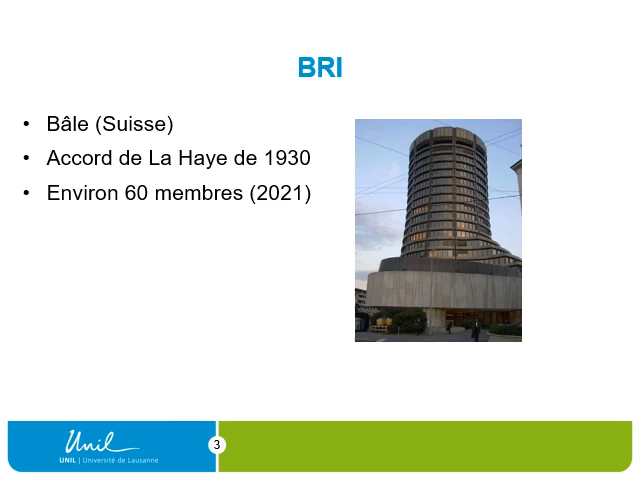 BRI
• Bâle (Suisse)
• Accord de La Haye de 1930
• Environ 60 membres (2021)
Unil
UNIL | Université de Lausanne
3